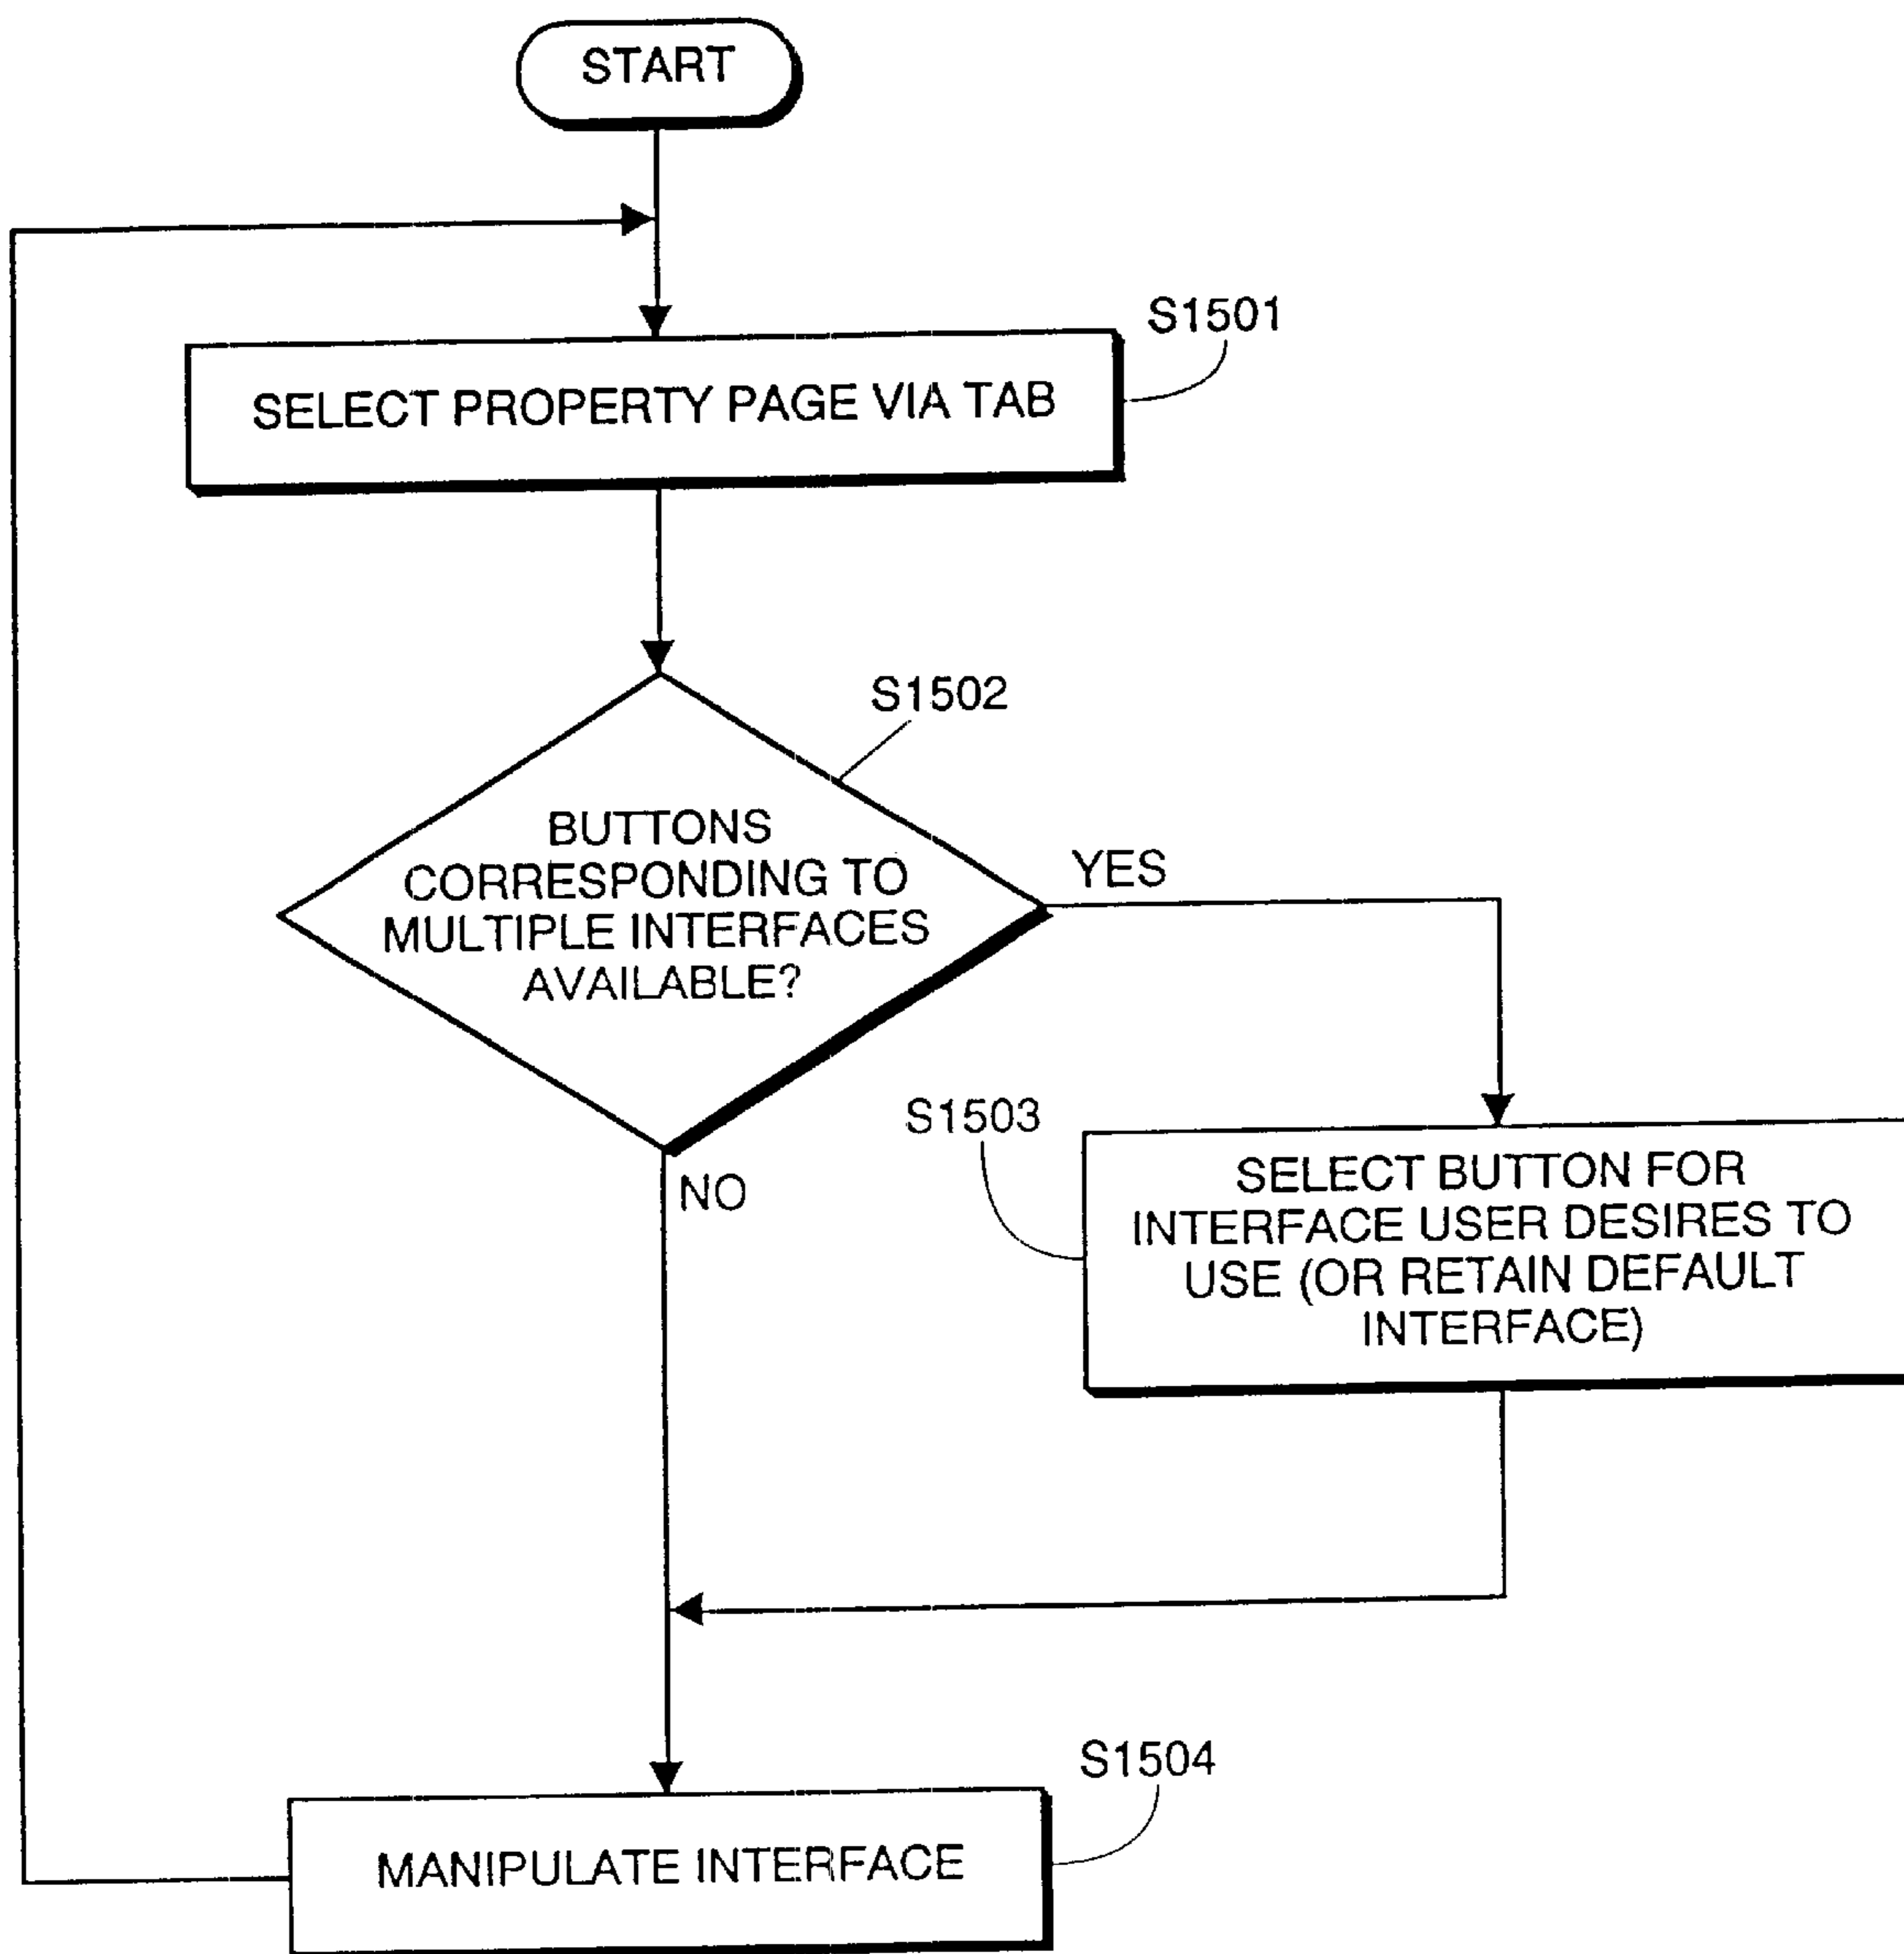 START
S1501
SELECT PROPERTY PAGE VIA TAB
S1502
BUTTONS
CORRESPONDING TO
MULTIPLE INTERFACES
AVAILABLE?
YES
NO
S1503
SELECT BUTTON FOR
INTERFACE USER DESIRES TO
USE (OR RETAIN DEFAULT
INTERFACE)
S1504
MANIPULATE INTERFACE